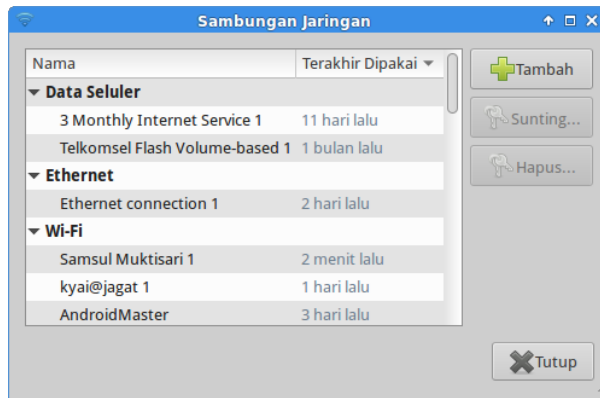 Sambungan Jaringan
Nama Terakhir Dipakai
Tambah
Data Seluler
3 Monthly Internet Service 1 11 hari lalu
Sunting...
Telkomsel Flash Volume-based 1 1 bulan lalu
Ethernet
Hapus...
Ethernet connection 1 2 hari lalu
Wi-Fi
Samsul Muktisari 1 2 menit lalu
kyai@jagat 1 1 hari lalu
AndroidMaster 3 hari lalu
Tutup